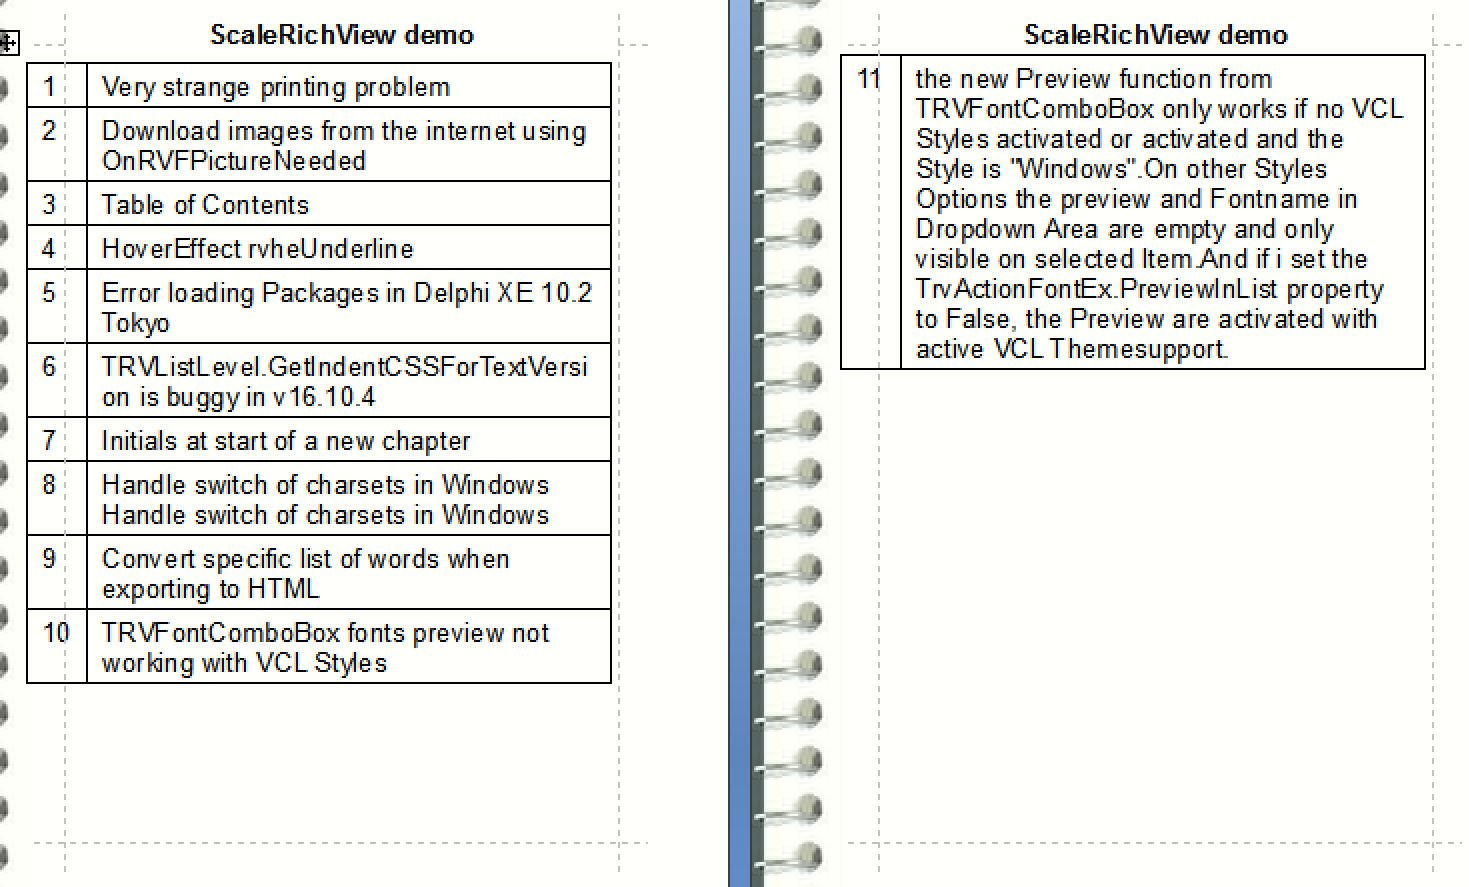 ScaleRichView demo
1 Very strange printing problem
2 Download images from the internet using
OnRVFPictureNeeded
3 Table of Contents
4 HoverEffect rvheUnderline
5 Error loading Packages in Delphi XE 10.2
Tokyo
6 TRVListLevel.GetIndentCSSForTextVersi
on is buggy in v16.10.4
7 Initials at start of a new chapter
8 Handle switch of charsets in Windows
Handle switch of charsets in Windows
9 Convert specific list of words when
exporting to HTML
10 TRVFontComboBox fonts preview not
working with VCL Styles
ScaleRichView demo
11 the new Preview function from
TRVFontComboBox only works if no VCL
Styles activated or activated and the
Style is "Windows".On other Styles
Options the preview and Fontname in
Dropdown Area are empty and only
visible on selected Item.And if i set the
TrvActionFontEx.PreviewInList property
to False, the Preview are activated with
active VCL Themesupport.